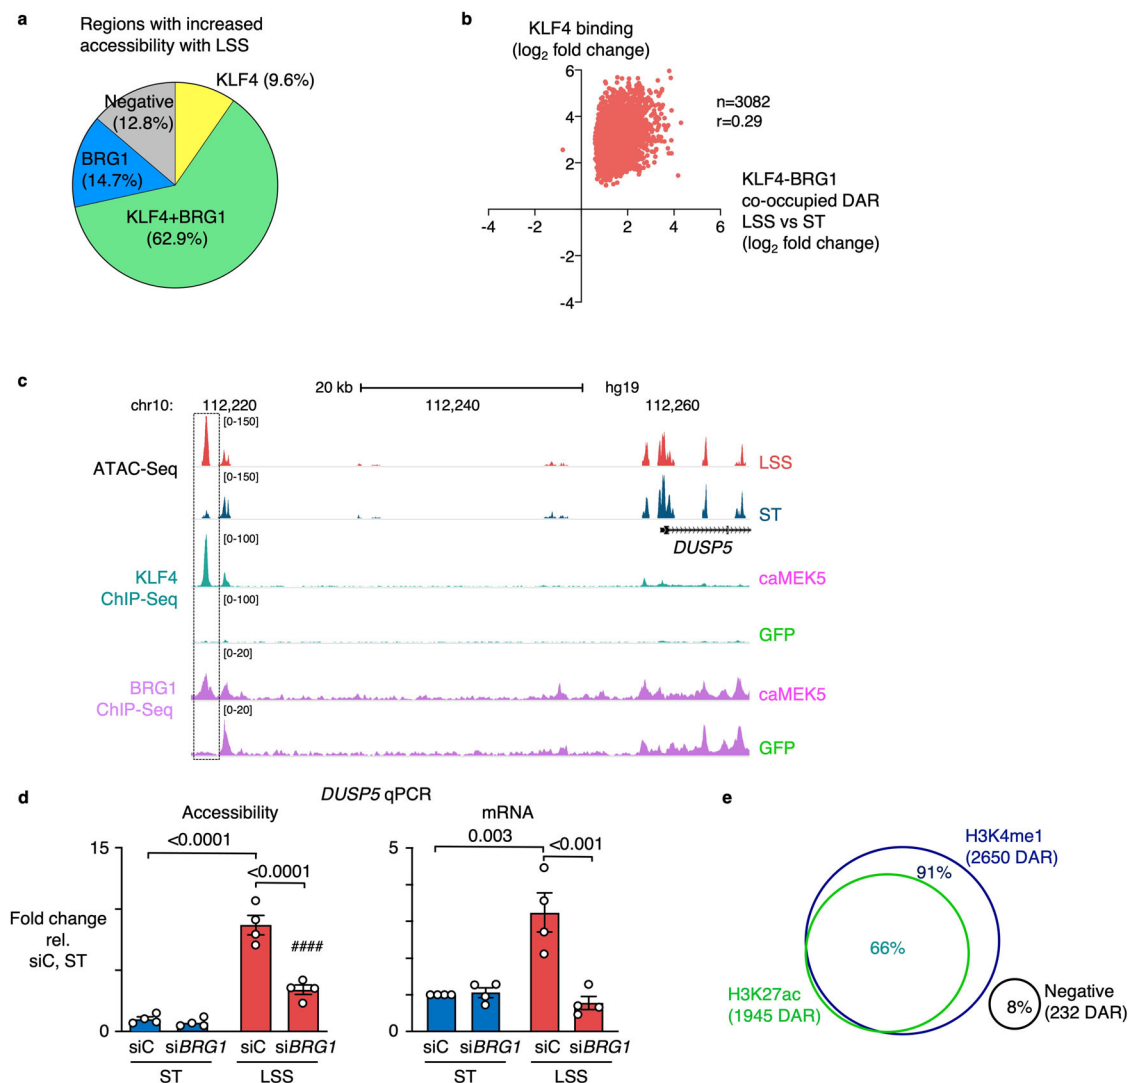 a
Regions with increased
accessibility with LSS
KLF4 (9.6%)
Negative
(12.8%)
BRG1
(14.7%)
KLF4+BRG1
(62.9%)
b
KLF4 binding
(log2 fold change)
6
4
2
-4
-2
2
4
6
-2
-4
n=3082
r=0.29
KLF4-BRG1
co-occupied DAR
LSS vs ST
(log2 fold change)
c
20 kb
hg19
chr10:
112,220
112,240
112,260
[0-150]
ATAC-Seq
LSS
[0-150]
ST
DUSP5
[0-100]
KLF4
ChIP-Seq
caMEK5
[0-100]
GFP
[0-20]
BRG1
ChIP-Seq
caMEK5
[0-20]
GFP
d
DUSP5 qPCR
Accessibility
mRNA
<0.0001
<0.0001
####
15
0
Fold change
rel.
siC, ST
0.003
<0.001
5
0
siC siBRG1 siC siBRG1
ST LSS
siC siBRG1 siC siBRG1
ST LSS
e
H3K4me1
(2650 DAR)
91%
66%
H3K27ac
(1945 DAR)
8%
Negative
(232 DAR)